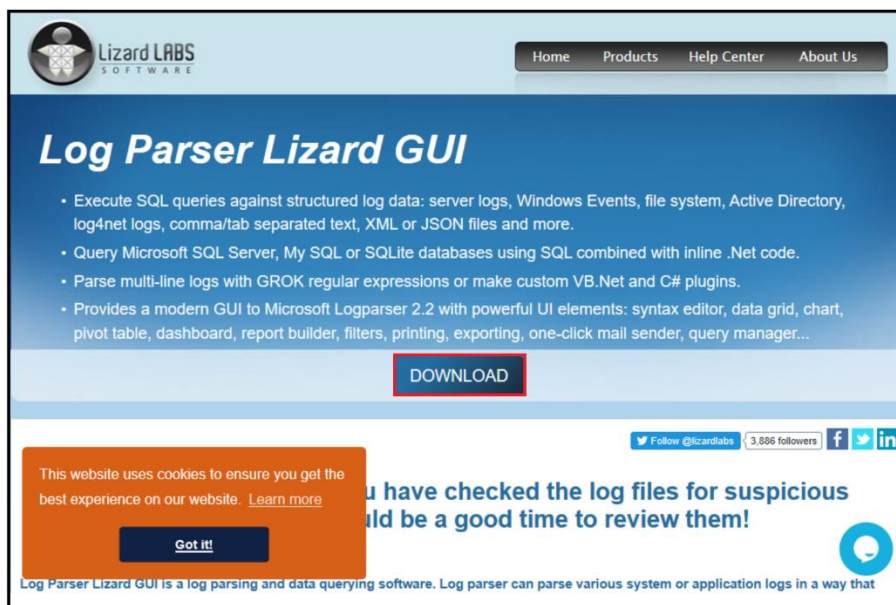 Lizard LABS
SOFTWARE
Home Products Help Center About Us
Log Parser Lizard GUI
• Execute SQL queries against structured log data: server logs, Windows Events, file system, Active Directory,
log4net logs, comma/tab separated text, XML or JSON files and more.
• Query Microsoft SQL Server, My SQL or SQLite databases using SQL combined with inline .Net code.
• Parse multi-line logs with GROK regular expressions or make custom VB.Net and C# plugins.
• Provides a modern GUI to Microsoft Logparser 2.2 with powerful UI elements: syntax editor, data grid, chart,
pivot table, dashboard, report builder, filters, printing, exporting, one-click mail sender, query manager...
DOWNLOAD
Follow @lizardlabs 3,886 followers
This website uses cookies to ensure you get the
best experience on our website. Learn more
Got it!
u have checked the log files for suspicious
uld be a good time to review them!
Log Parser Lizard GUI is a log parsing and data querying software. Log parser can parse various system or application logs in a way that